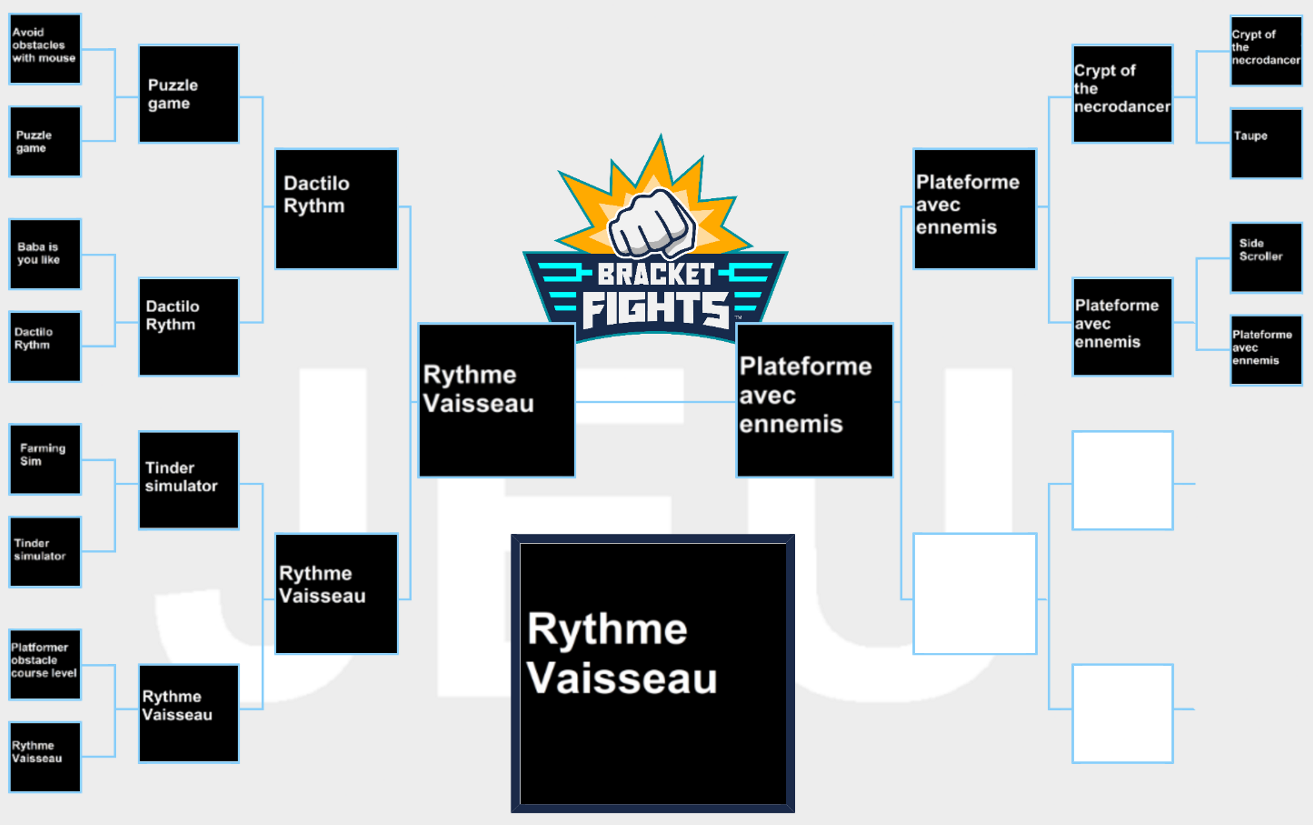 Avoid
obstacles
with mouse
Puzzle
game
Baba is
you like
Dactilo
Rythm
Farming
Sim
Tinder
simulator
Platformer
obstacle
course level
Rythme
Vaisseau
Puzzle
game
Dactilo
Rythm
Tinder
simulator
Rythme
Vaisseau
Dactilo
Rythm
Rythme
Vaisseau
Rythme
Vaisseau
BRACKET
FIGHTS™
JEU
Rythme
Vaisseau
Plateforme
avec
ennemis
Plateforme
avec
ennemis
Crypt of
the
necrodancer
Plateforme
avec
ennemis
Crypt of
the
necrodancer
Taupe
Side
Scroller
Plateforme
avec
ennemis